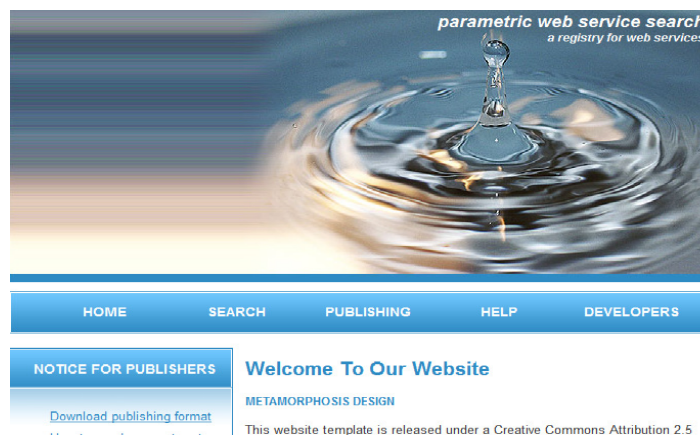 parametric web service search
a registry for web services
HOME SEARCH PUBLISHING HELP DEVELOPERS
NOTICE FOR PUBLISHERS
Download publishing format
Welcome To Our Website
METAMORPHOSIS DESIGN
This website template is released under a Creative Commons Attribution 2.5